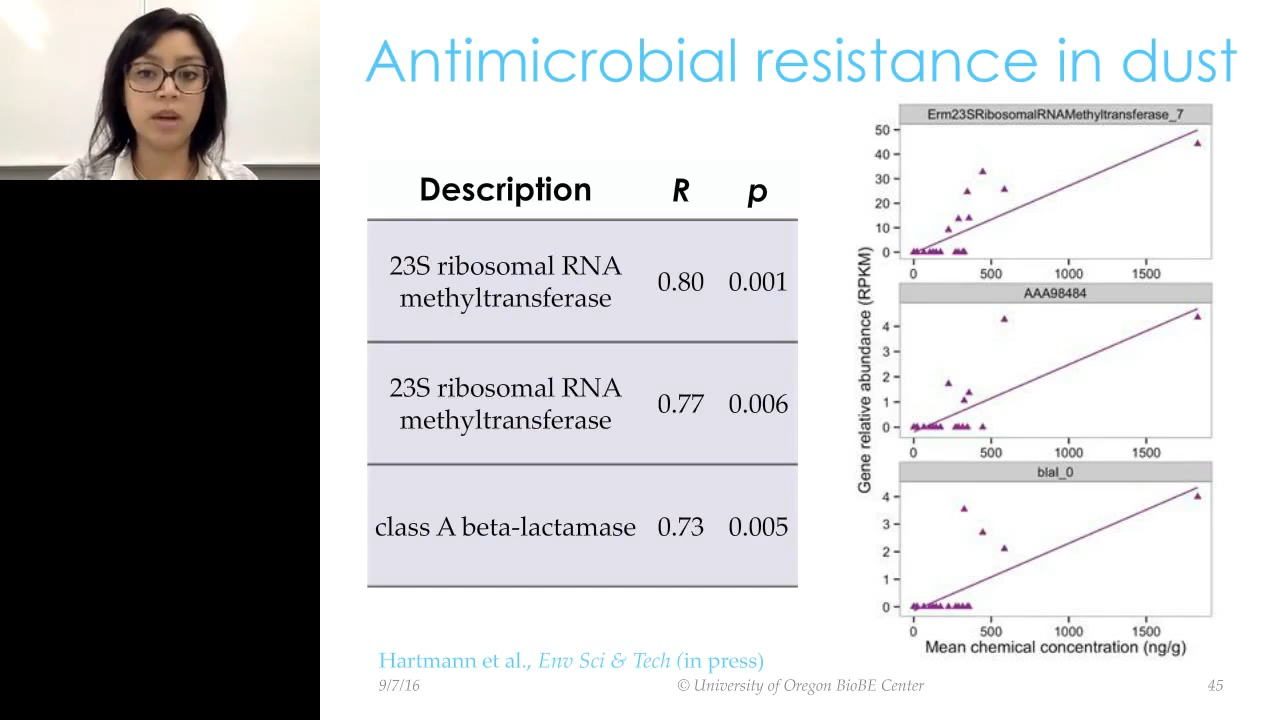 Antimicrobial resistance in dust
Description R p
23S ribosomal RNA
methyltransferase
0.80 0.001
23S ribosomal RNA
methyltransferase
0.77 0.006
class A beta-lactamase 0.73 0.005
Gene relative abundance (RPKM)
Erm23SRibosomalRNAMethyltransferase_7
50
40
30
20
10
0
0 500 1000 1500
AAA98484
4
3
2
1
0
0 500 1000 1500
blaI_0
4
3
2
1
0
0 500 1000 1500
Mean chemical concentration (ng/g)
Hartmann et al., Env Sci & Tech (in press)
9/7/16 © University of Oregon BioBE Center 45